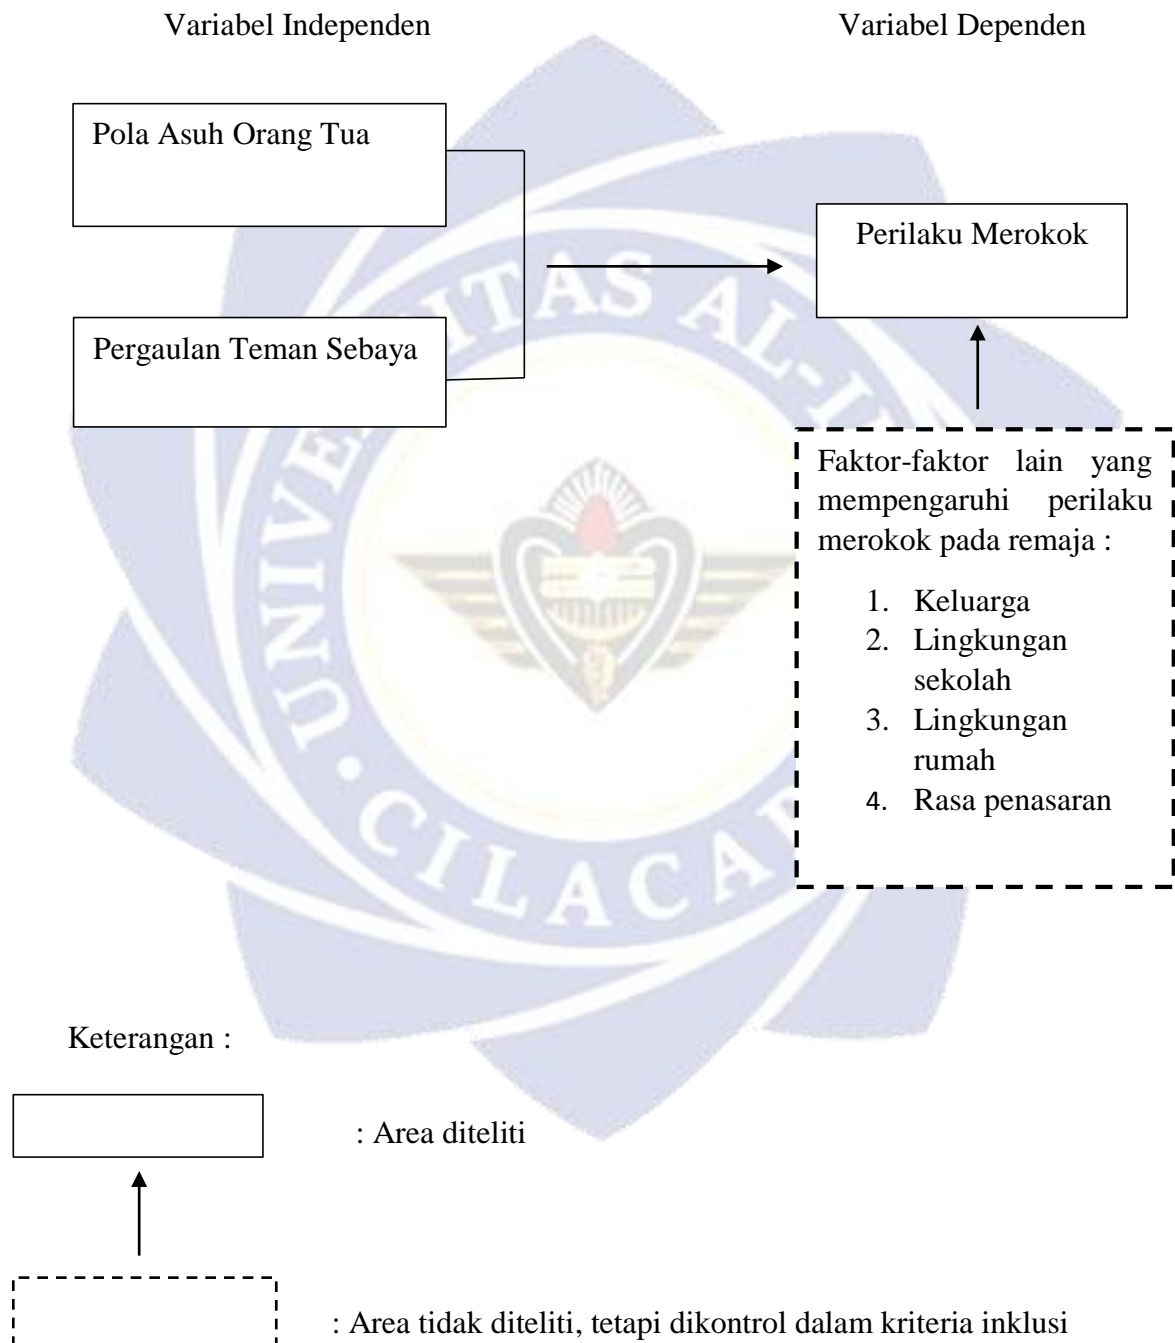 Variabel Independen
Variabel Dependen
Pola Asuh Orang Tua
Perilaku Merokok
Pergaulan Teman Sebaya
Faktor-faktor lain yang
mempengaruhi perilaku
merokok pada remaja :
1. Keluarga
2. Lingkungan
sekolah
3. Lingkungan
rumah
4. Rasa penasaran
Keterangan :
: Area diteliti
: Area tidak diteliti, tetapi dikontrol dalam kriteria inklusi
CILACAP